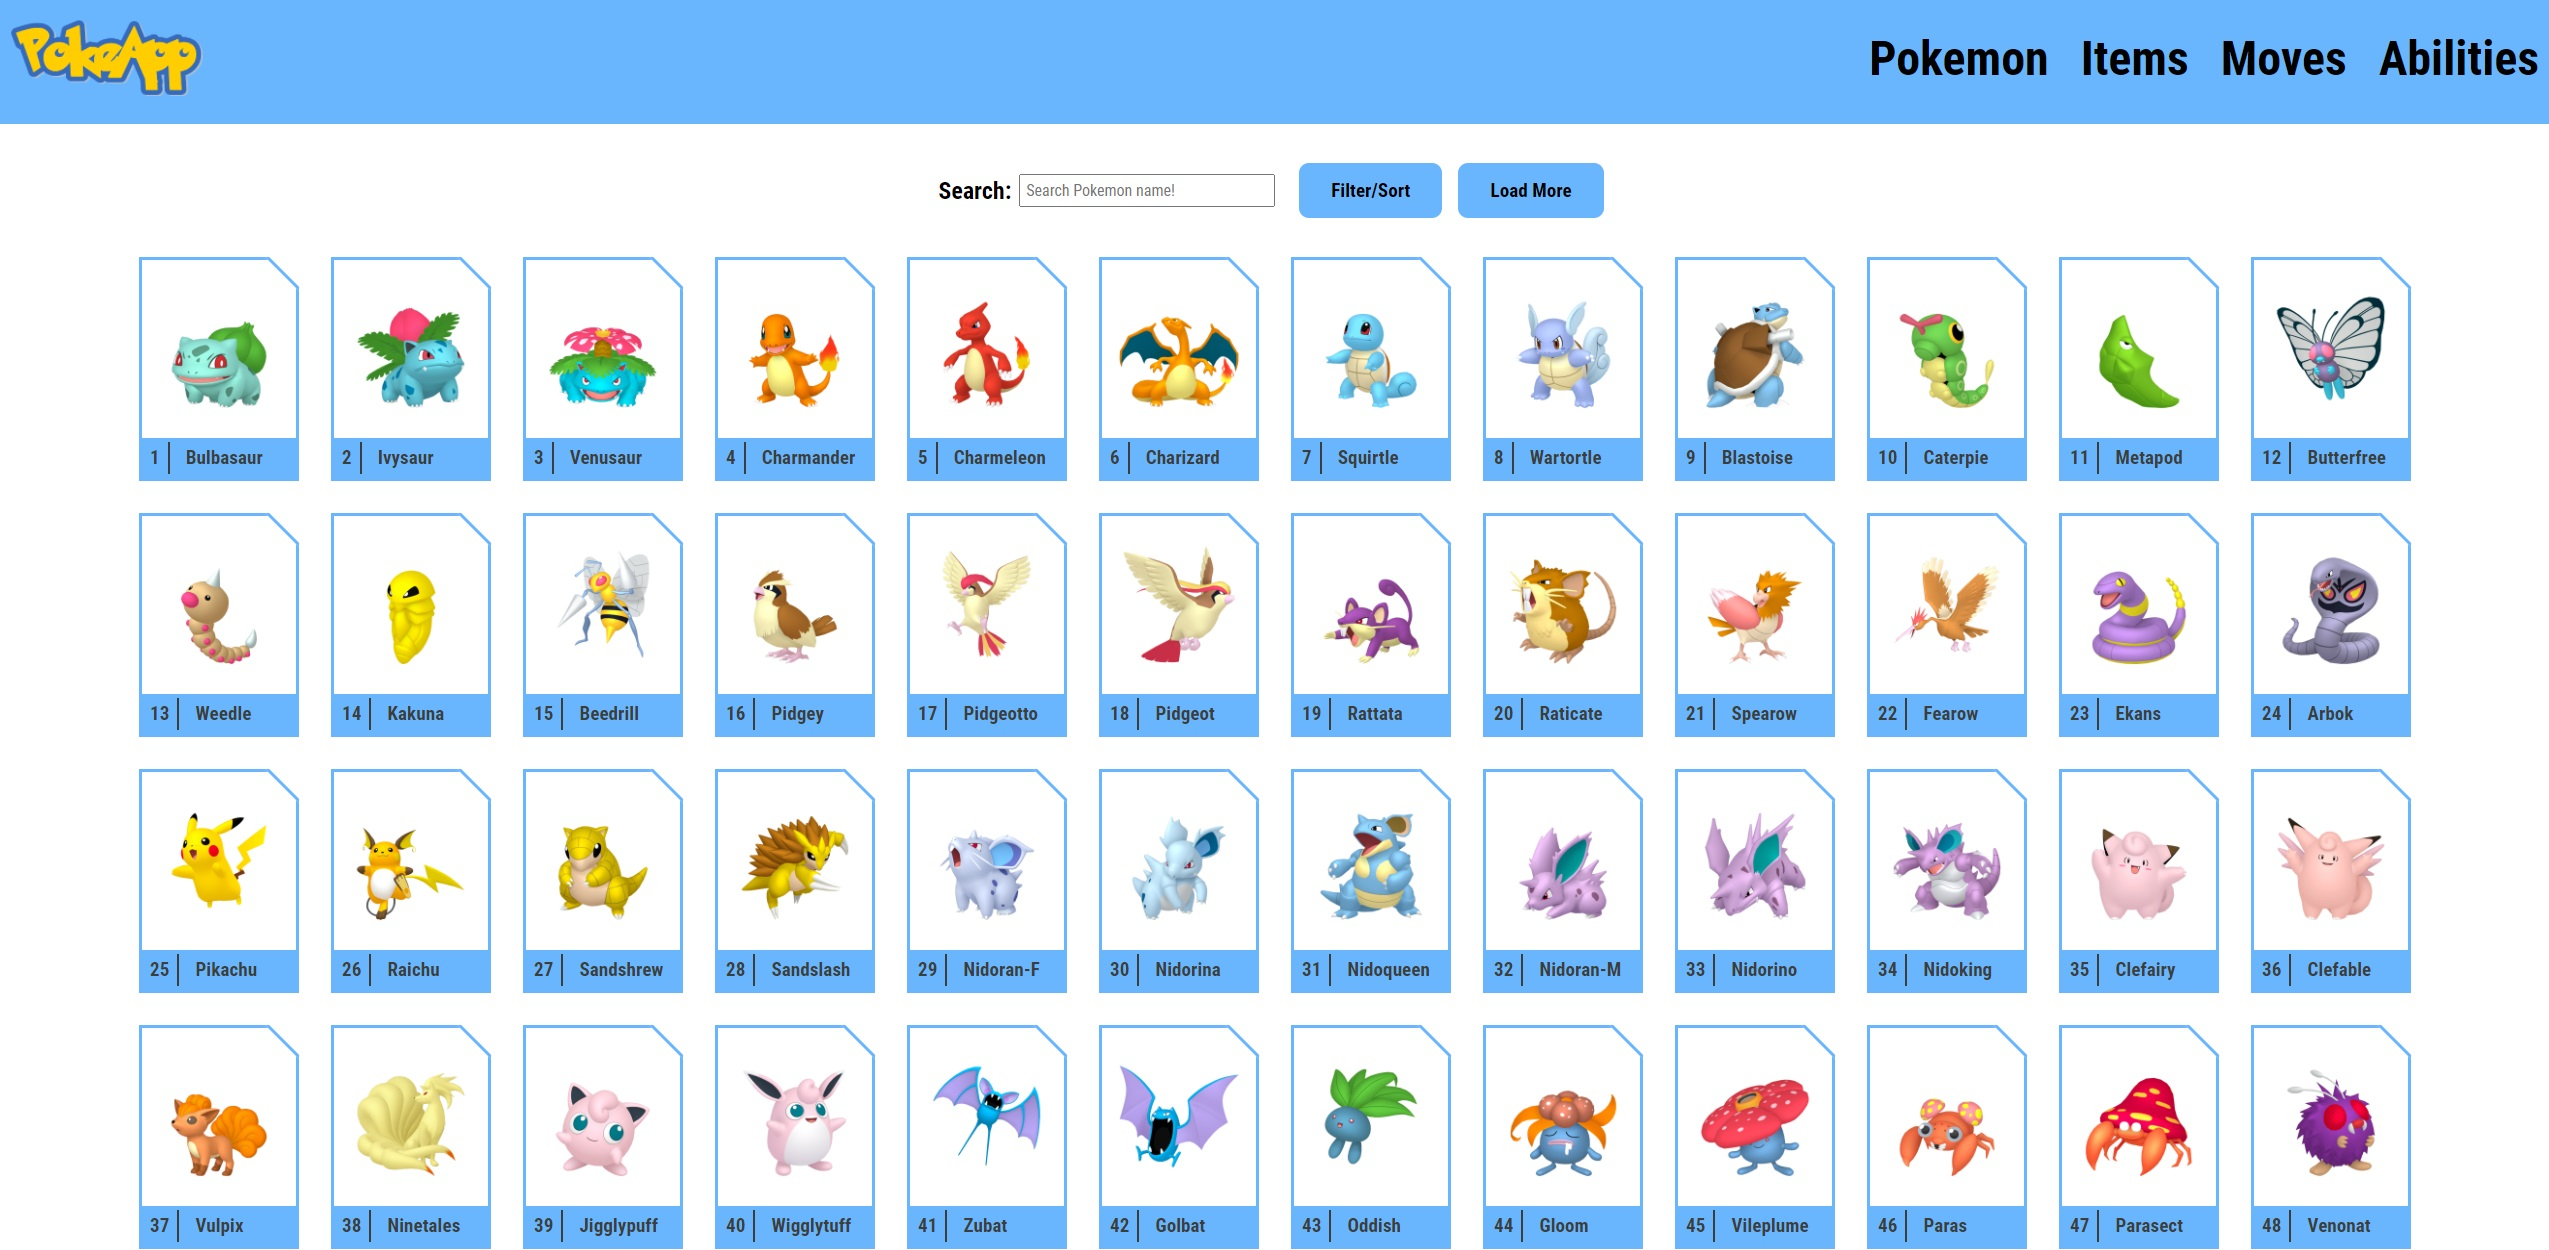 PokeApp
Pokemon Items Moves Abilities
Search: Search Pokemon name! Filter/Sort Load More
1 Bulbasaur 2 Ivysaur 3 Venusaur 4 Charmander 5 Charmeleon 6 Charizard 7 Squirtle 8 Wartortle 9 Blastoise 10 Caterpie 11 Metapod 12 Butterfree
13 Weedle 14 Kakuna 15 Beedrill 16 Pidgey 17 Pidgeotto 18 Pidgeot 19 Rattata 20 Raticate 21 Spearow 22 Fearow 23 Ekans 24 Arbok
25 Pikachu 26 Raichu 27 Sandshrew 28 Sandslash 29 Nidoran-F 30 Nidorina 31 Nidoqueen 32 Nidoran-M 33 Nidorino 34 Nidoking 35 Clefairy 36 Clefable
37 Vulpix 38 Ninetales 39 Jigglypuff 40 Wigglytuff 41 Zubat 42 Golbat 43 Oddish 44 Gloom 45 Vileplume 46 Paras 47 Parasect 48 Venonat